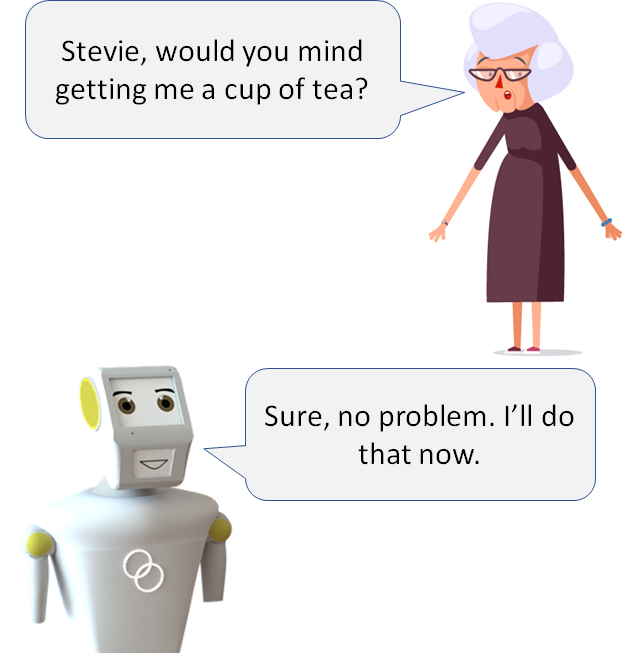 Stevie, would you mind
getting me a cup of tea?
Sure, no problem. I’ll do
that now.